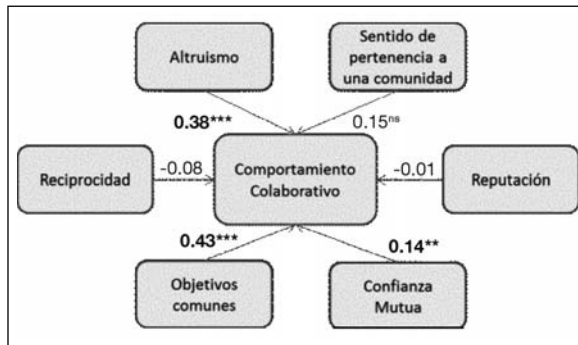 Altruismo
Sentido de
pertenencia a
una comunidad
0.38***
0.15ns
Reciprocidad
-0.08
Comportamiento
Colaborativo
-0.01
Reputación
0.43***
0.14**
Objetivos
comunes
Confianza
Mutua